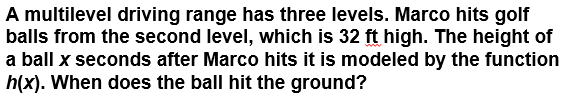 A multilevel driving range has three levels. Marco hits golf
balls from the second level, which is 32 ft high. The height of
a ball x seconds after Marco hits it is modeled by the function
h(x). When does the ball hit the ground?